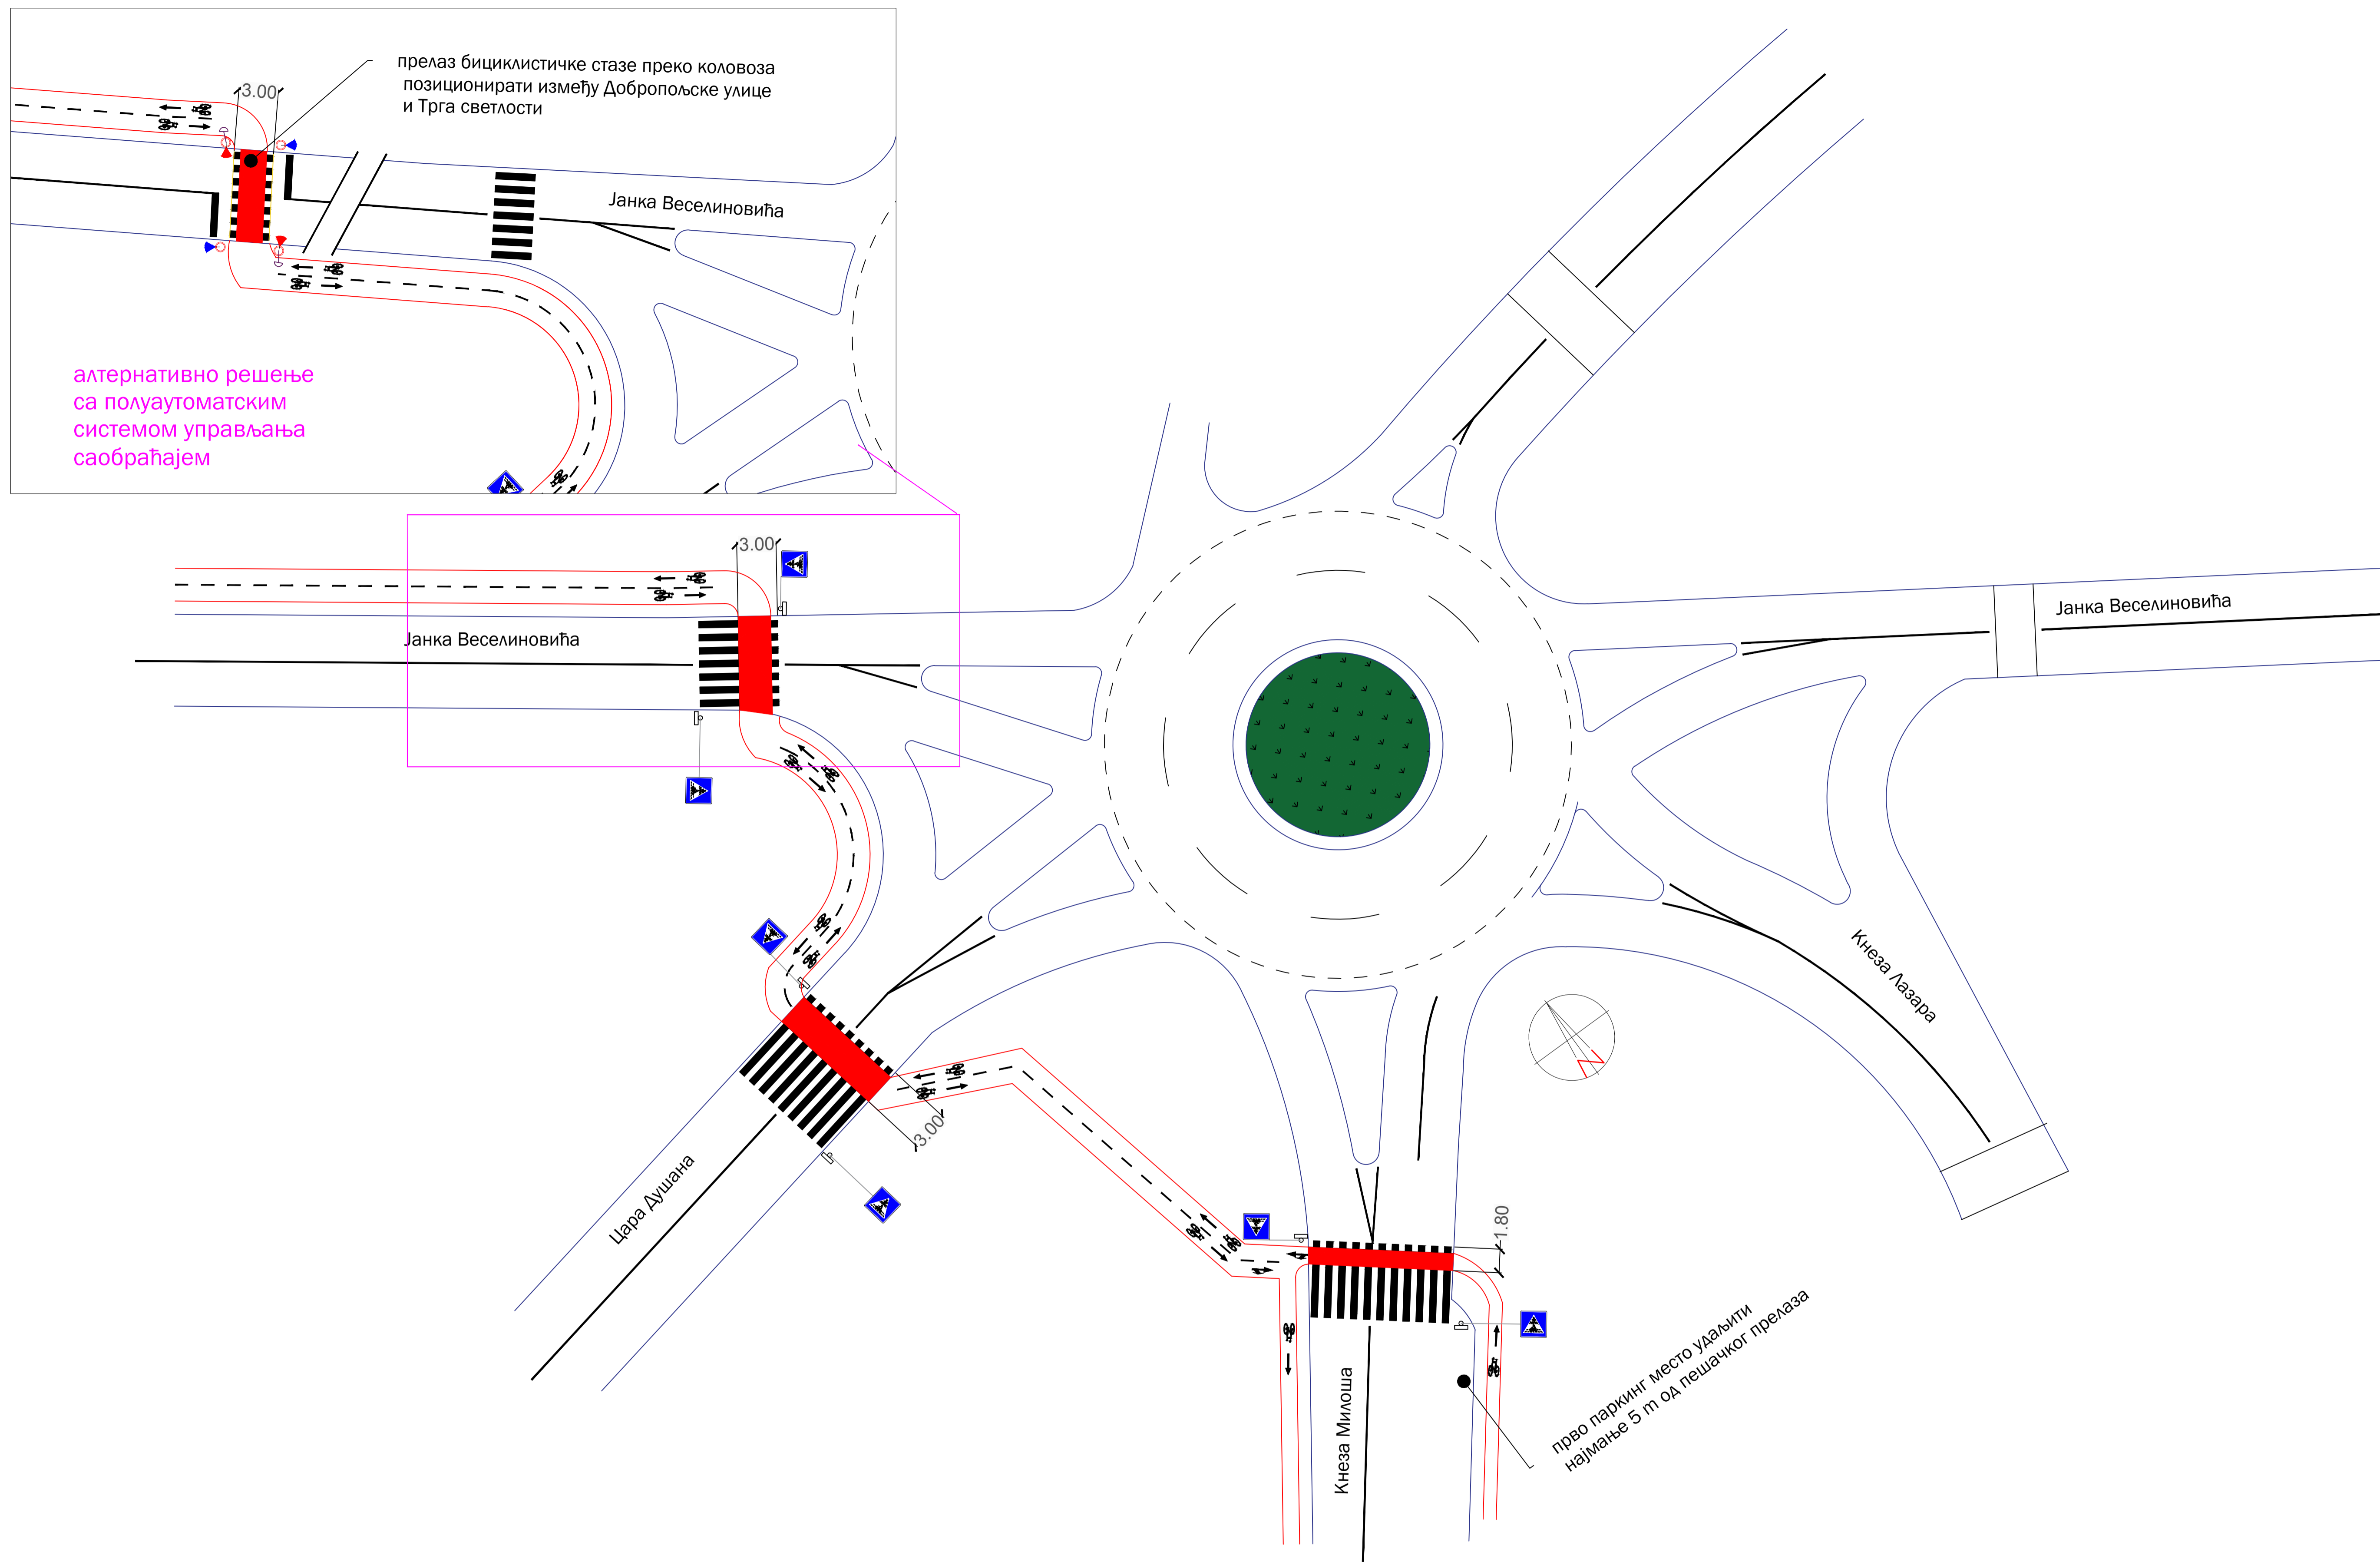 прелаз бициклистичке стазе преко коловоза
позиционирати између Добропољске улице
и Трга светлости
3.00
Јанка Веселиновића
алтернативно решење
са полуаутоматским
системом управљања
саобраћајем
3.00
Јанка Веселиновића
Јанка Веселиновића
Кнеза Лазара
N
3.00
Цара Душана
1.80
Кнеза Милоша
прво паркинг место удаљити
најмање 5 m од пешачког прелаза